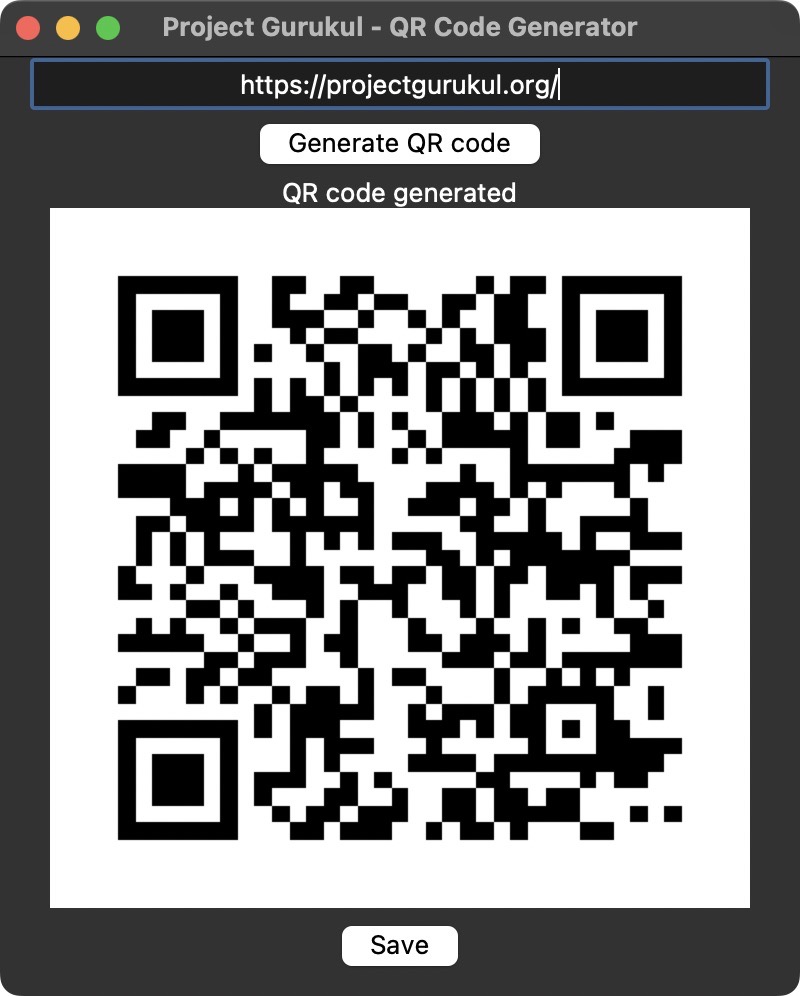 Project Gurukul - QR Code Generator
https://projectgurukul.org/
Generate QR code
QR code generated
Save